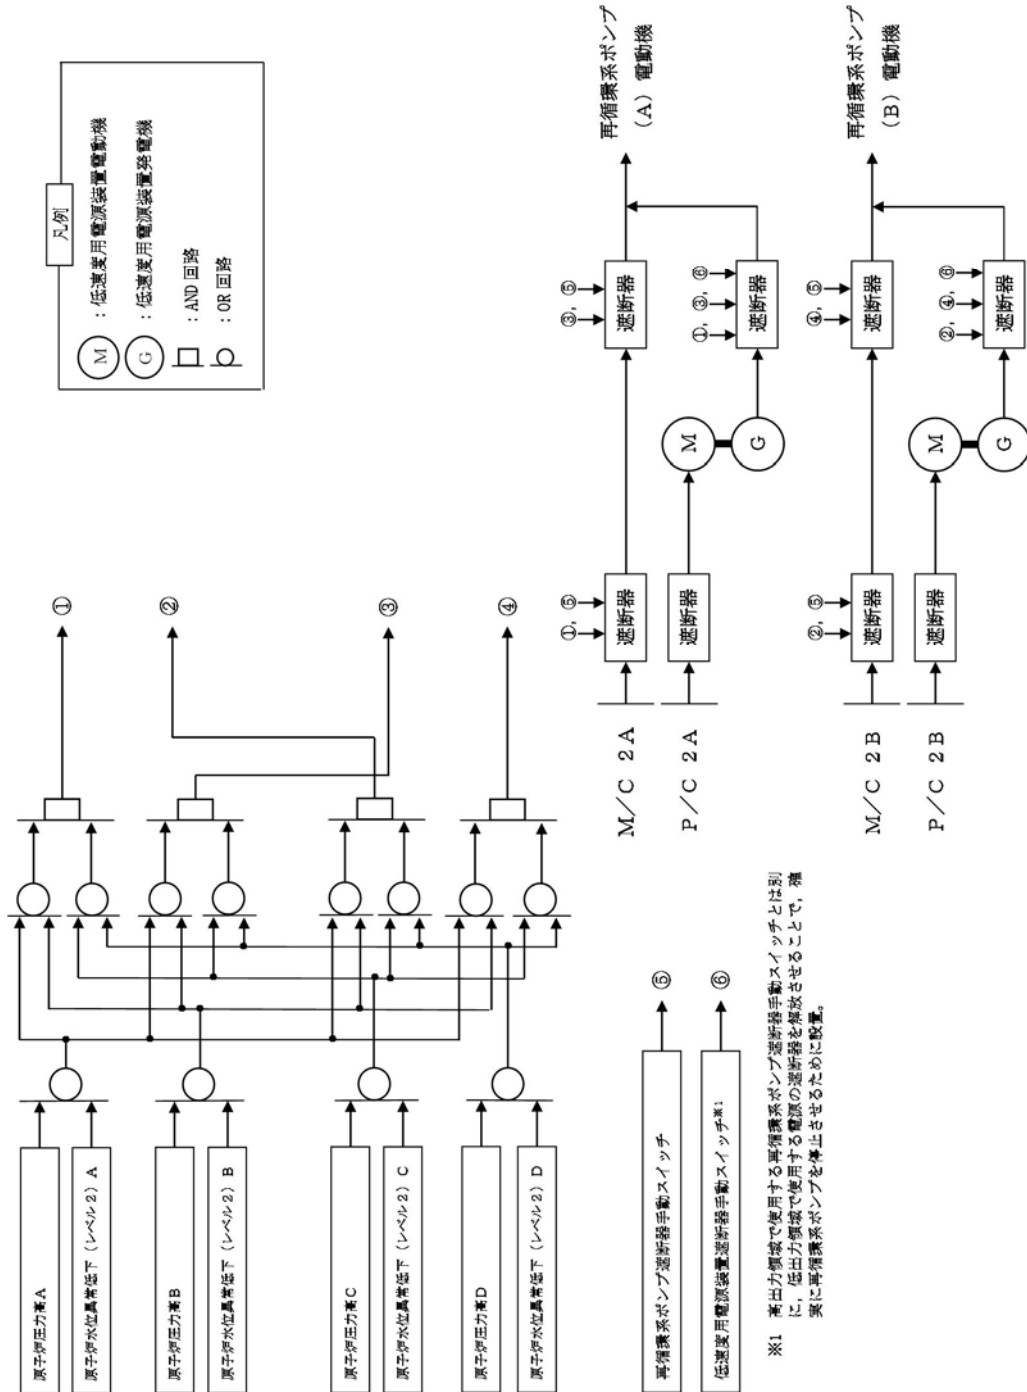 原子炉圧力高A
原子炉水位異常低下（レベル2）A
原子炉圧力高B
原子炉水位異常低下（レベル2）B
原子炉圧力高C
原子炉水位異常低下（レベル2）C
原子炉圧力高D
原子炉水位異常低下（レベル2）D
①
②
③
④
再循環系ポンプ遮断器手動スイッチ
⑤
低速度用電源装置遮断器手動スイッチ※1
⑥
※1 高出力領域で使用する再循環系ポンプ遮断器手動スイッチとは別
に，低出力領域で使用する電源の遮断器を解放させることで，確
実に再循環系ポンプを停止させるために設置。
凡例
M ：低速度用電源装置電動機
G ：低速度用電源装置発電機
：AND 回路
：OR 回路
M／C 2A
①，⑤
遮断器
③，⑤
遮断器
再循環系ポンプ
（A）電動機
P／C 2A
遮断器
M
G
①，③，⑥
遮断器
M／C 2B
②，⑤
遮断器
④，⑤
遮断器
再循環系ポンプ
（B）電動機
P／C 2B
遮断器
M
G
②，④，⑥
遮断器